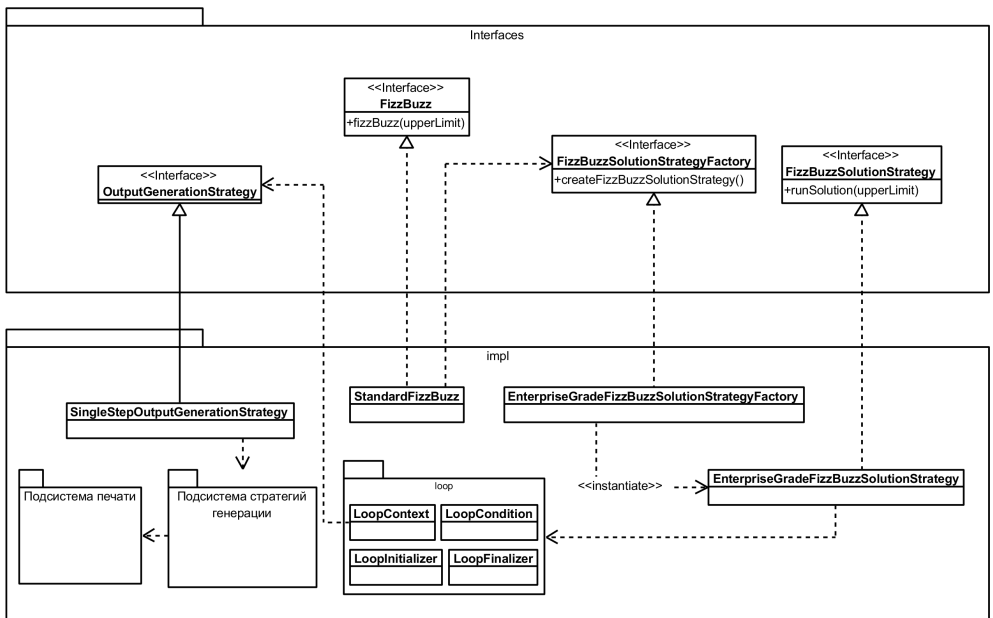 Interfaces
<<Interface>>
FizzBuzz
+fizzBuzz(upperLimit)
<<Interface>>
FizzBuzzSolutionStrategyFactory
+createFizzBuzzSolutionStrategy()
<<Interface>>
FizzBuzzSolutionStrategy
+runSolution(upperLimit)
<<Interface>>
OutputGenerationStrategy
impl
SingleStepOutputGenerationStrategy
StandardFizzBuzz
EnterpriseGradeFizzBuzzSolutionStrategyFactory
<<instantiate>>
EnterpriseGradeFizzBuzzSolutionStrategy
Подсистема печати
Подсистема стратегий
генерации
loop
LoopContext
LoopCondition
LoopInitializer
LoopFinalizer